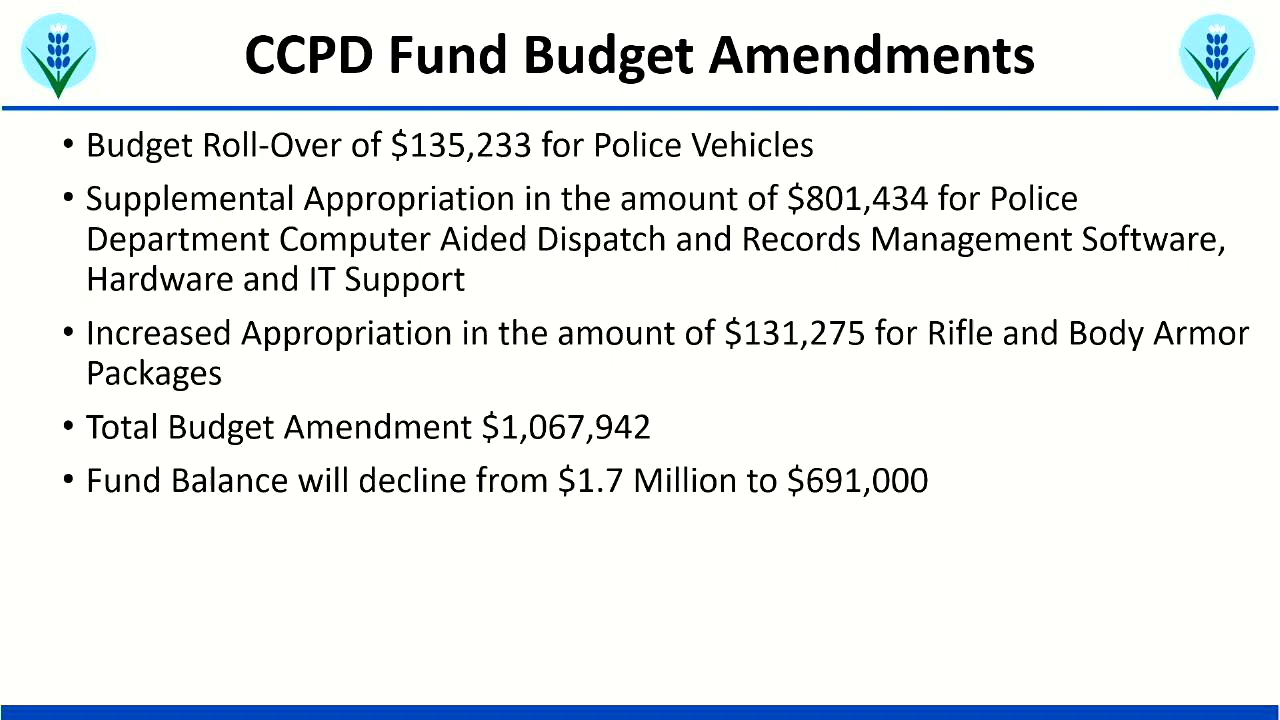 CCPD Fund Budget Amendments
• Budget Roll-Over of $135,233 for Police Vehicles
• Supplemental Appropriation in the amount of $801,434 for Police
Department Computer Aided Dispatch and Records Management Software,
Hardware and IT Support
• Increased Appropriation in the amount of $131,275 for Rifle and Body Armor
Packages
• Total Budget Amendment $1,067,942
• Fund Balance will decline from $1.7 Million to $691,000